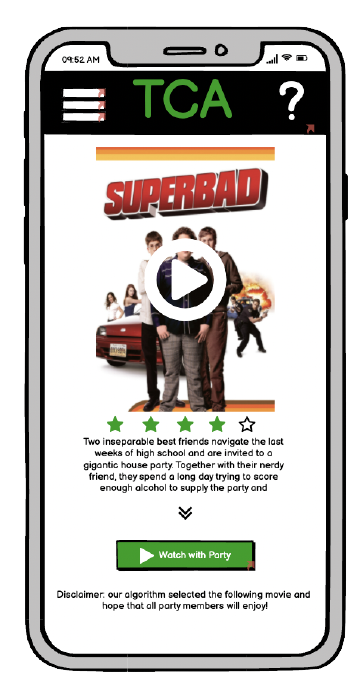 09:52 AM
TCA
?
SUPERBAD
Two inseparable best friends navigate the last
weeks of high school and are invited to a
gigantic house party. Together with their nerdy
friend, they spend a long day trying to score
enough alcohol to supply the party and
Watch with Party
Disclaimer: our algorithm selected the following movie and
hope that all party members will enjoy!